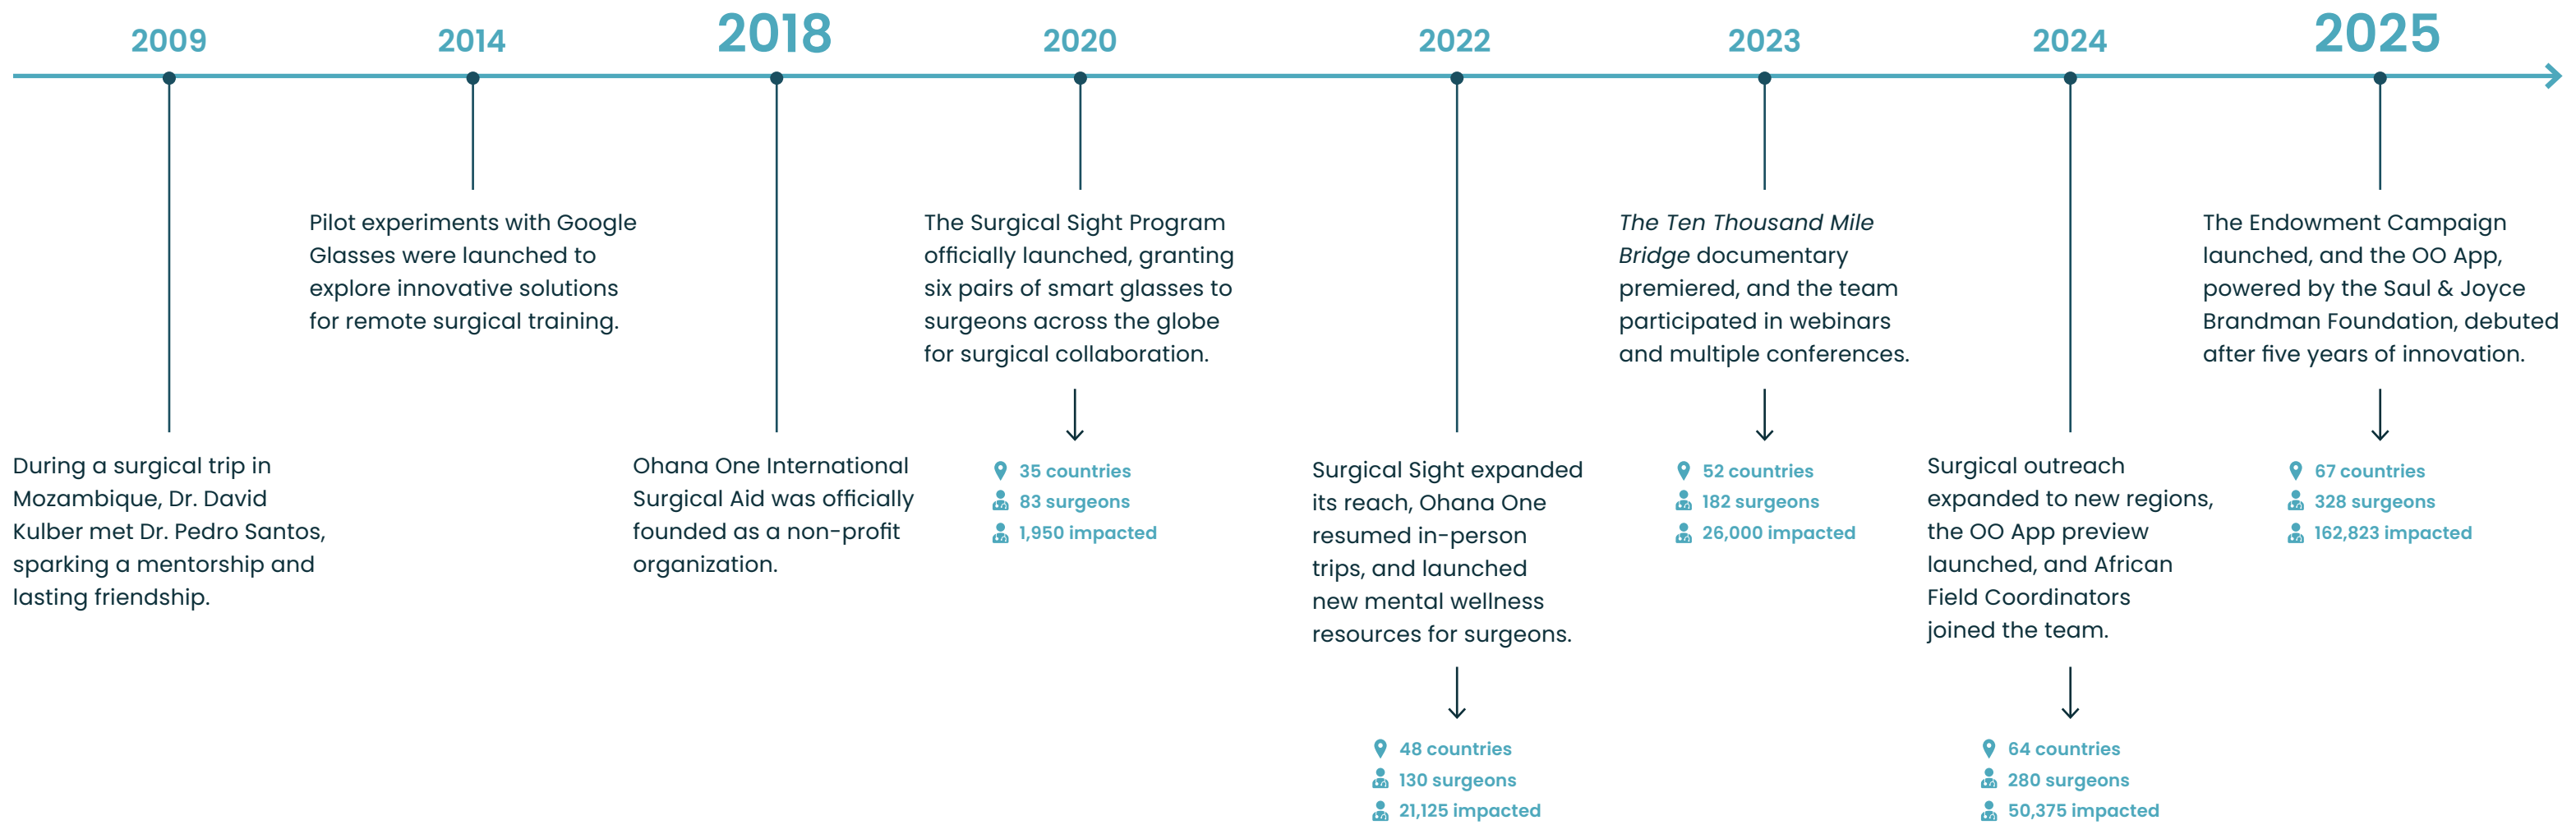 2009
2014
2018
2020
2022
2023
2024
2025
During a surgical trip in
Mozambique, Dr. David
Kulber met Dr. Pedro Santos,
sparking a mentorship and
lasting friendship.
Pilot experiments with Google
Glasses were launched to
explore innovative solutions
for remote surgical training.
Ohana One International
Surgical Aid was officially
founded as a non-profit
organization.
The Surgical Sight Program
officially launched, granting
six pairs of smart glasses to
surgeons across the globe
for surgical collaboration.
35 countries
83 surgeons
1,950 impacted
Surgical Sight expanded
its reach, Ohana One
resumed in-person
trips, and launched
new mental wellness
resources for surgeons.
48 countries
130 surgeons
21,125 impacted
The Ten Thousand Mile
Bridge documentary
premiered, and the team
participated in webinars
and multiple conferences.
52 countries
182 surgeons
26,000 impacted
Surgical outreach
expanded to new regions,
the OO App preview
launched, and African
Field Coordinators
joined the team.
64 countries
280 surgeons
50,375 impacted
The Endowment Campaign
launched, and the OO App,
powered by the Saul & Joyce
Brandman Foundation, debuted
after five years of innovation.
67 countries
328 surgeons
162,823 impacted